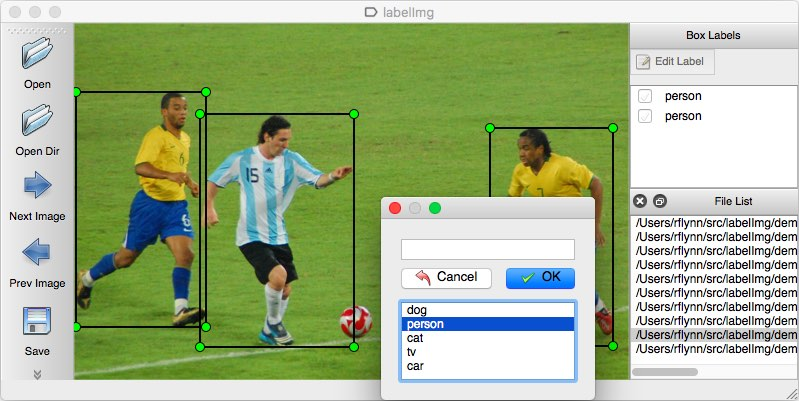 labelImg
Open
Open Dir
Next Image
Prev Image
Save
15
6
7
Box Labels
Edit Label
person
person
File List
/Users/rflynn/src/labelImg/dem
/Users/rflynn/src/labelImg/dem
/Users/rflynn/src/labelImg/dem
/Users/rflynn/src/labelImg/dem
/Users/rflynn/src/labelImg/dem
/Users/rflynn/src/labelImg/dem
/Users/rflynn/src/labelImg/dem
/Users/rflynn/src/labelImg/dem
/Users/rflynn/src/labelImg/dem
/Users/rflynn/src/labelImg/dem
Cancel
OK
dog
person
cat
tv
car